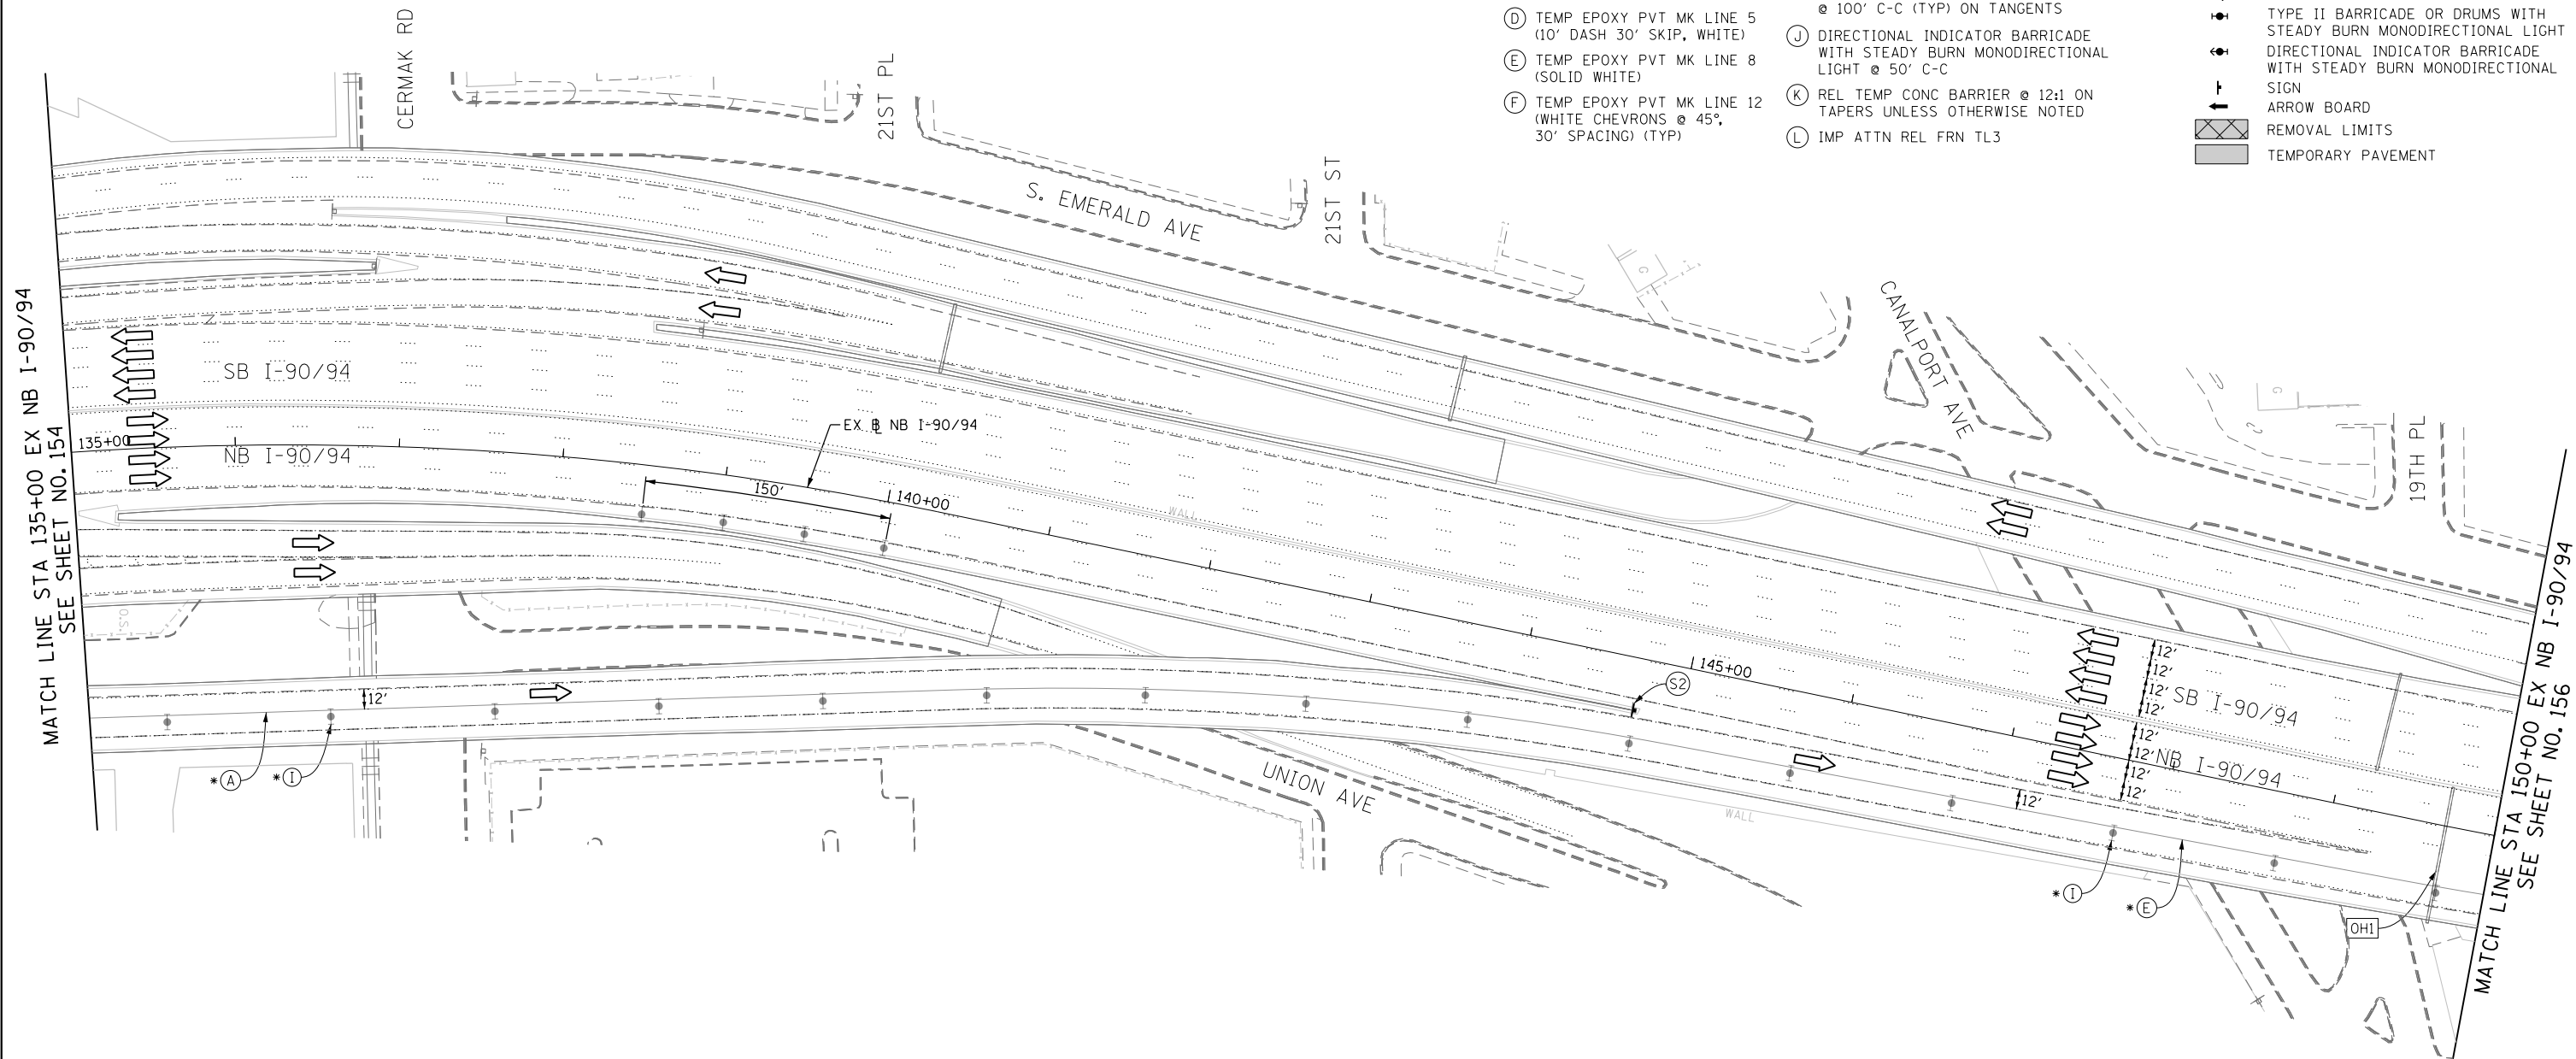 D TEMP EPOXY PVT MK LINE 5
(10' DASH 30' SKIP, WHITE)
E TEMP EPOXY PVT MK LINE 8
(SOLID WHITE)
F TEMP EPOXY PVT MK LINE 12
(WHITE CHEVRONS @ 45°,
30' SPACING) (TYP)
@ 100' C-C (TYP) ON TANGENTS
J DIRECTIONAL INDICATOR BARRICADE
WITH STEADY BURN MONODIRECTIONAL
LIGHT @ 50' C-C
K REL TEMP CONC BARRIER @ 12:1 ON
TAPERS UNLESS OTHERWISE NOTED
L IMP ATTN REL FRN TL3
TYPE II BARRICADE OR DRUMS WITH
STEADY BURN MONODIRECTIONAL LIGHT
DIRECTIONAL INDICATOR BARRICADE
WITH STEADY BURN MONODIRECTIONAL
SIGN
ARROW BOARD
REMOVAL LIMITS
TEMPORARY PAVEMENT
CERMAK RD
21ST PL
21ST ST
S. EMERALD AVE
CANALPORT AVE
19TH PL
G
G
MATCH LINE STA 135+00 EX NB I-90/94
SEE SHEET NO. 154
SB I-90/94
135+00
NB I-90/94
EX ℄ NB I-90/94
150'
140+00
WALL
O.S.
12'
*A
*I
S2
145+00
UNION AVE
WALL
12'
12'
12'
12'
SB I-90/94
12'
12'
NB I-90/94
12'
12'
12'
*I
*E
OH1
MATCH LINE STA 150+00 EX NB I-90/94
SEE SHEET NO. 156